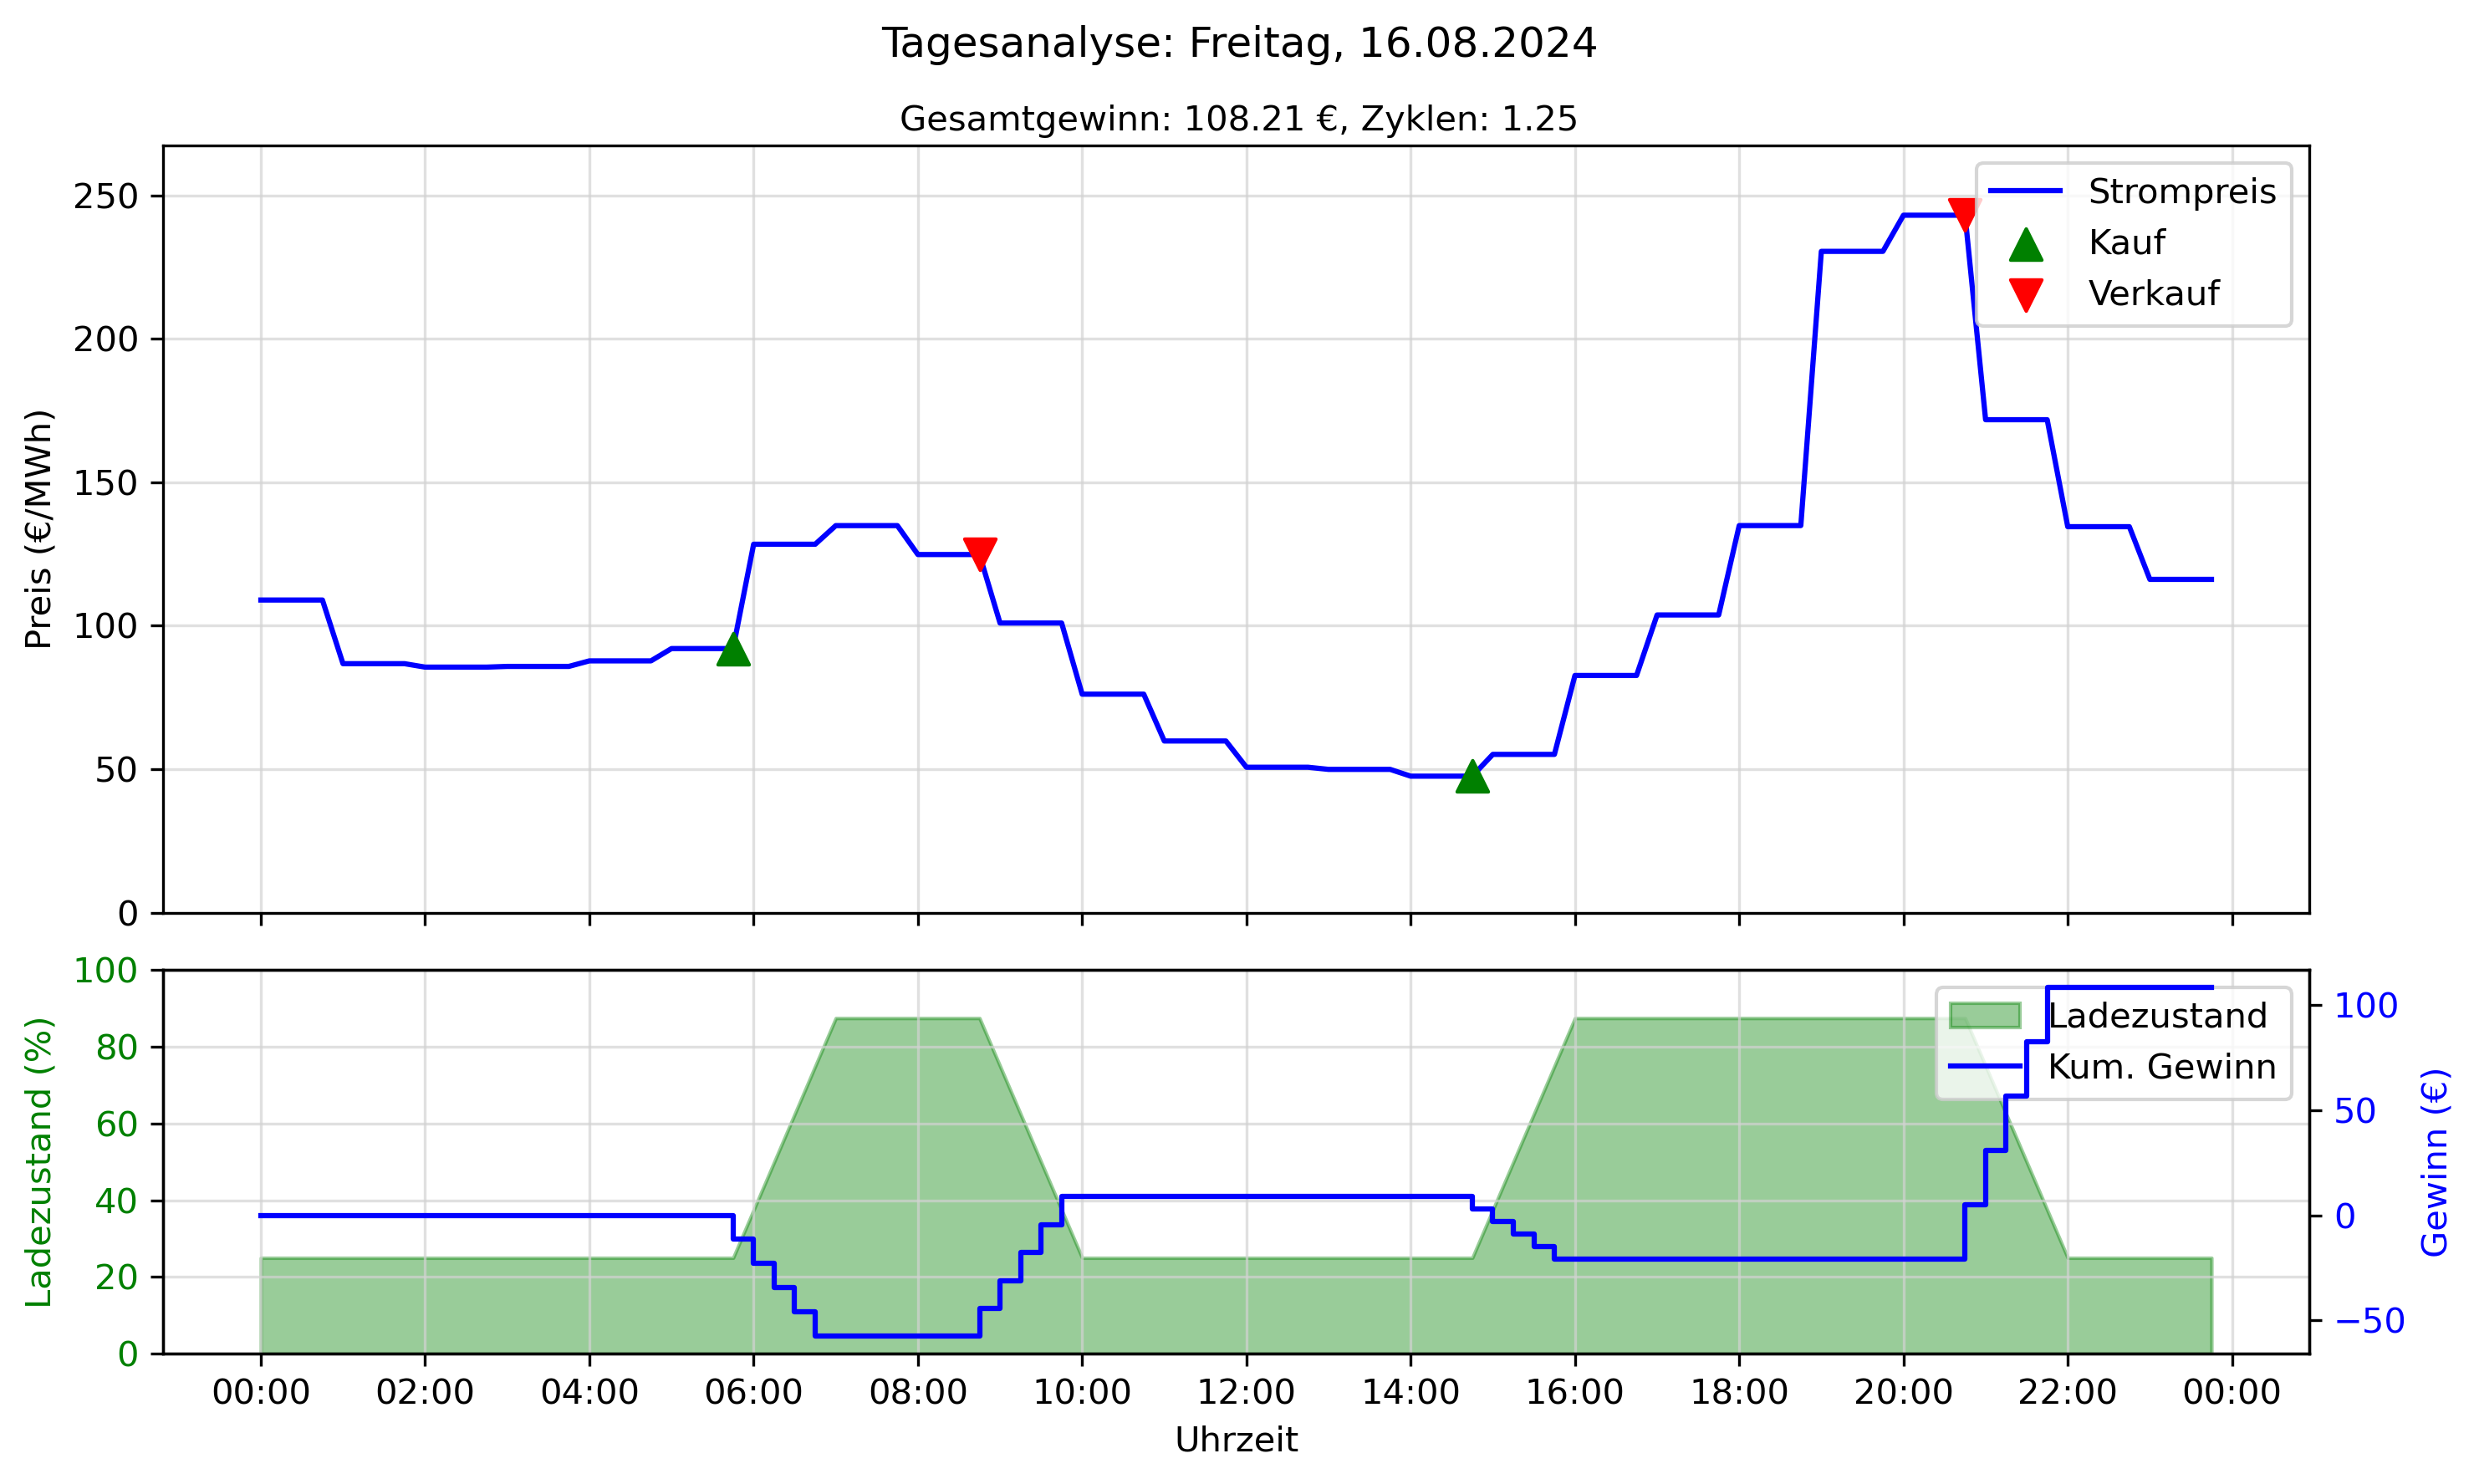 Tagesanalyse: Freitag, 16.08.2024
Gesamtgewinn: 108.21 €, Zyklen: 1.25
Preis (€/MWh)
250
200
150
100
50
0
Strompreis
Kauf
Verkauf
Ladezustand (%)
100
80
60
40
20
0
Ladezustand
Kum. Gewinn
100
50
0
−50
Gewinn (€)
00:00 02:00 04:00 06:00 08:00 10:00 12:00 14:00 16:00 18:00 20:00 22:00 00:00
Uhrzeit